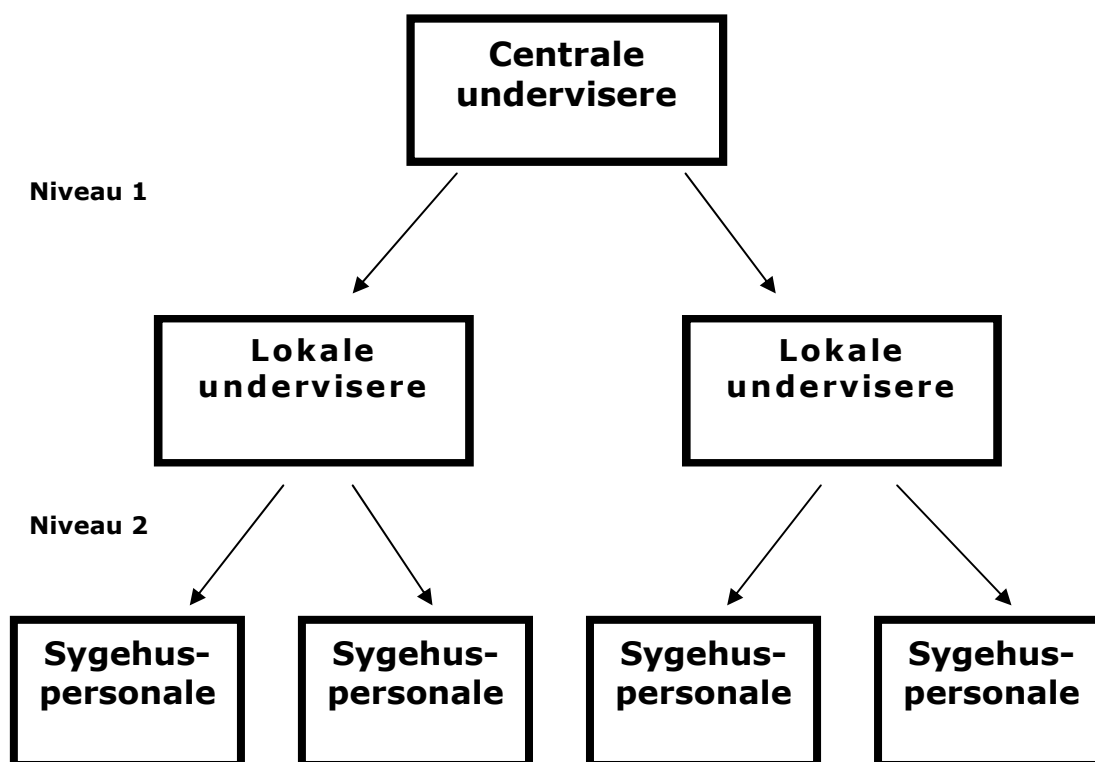 Centrale
undervisere
Niveau 1
Lokale
undervisere
Lokale
undervisere
Niveau 2
Sygehus-
personale
Sygehus-
personale
Sygehus-
personale
Sygehus-
personale